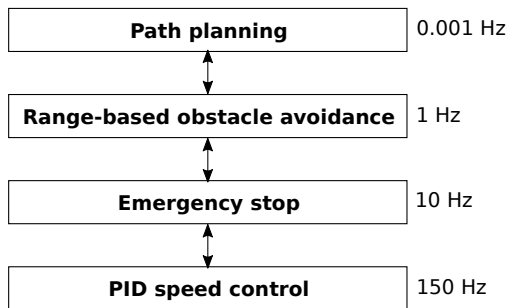 Path planning 0.001 Hz
Range-based obstacle avoidance 1 Hz
Emergency stop 10 Hz
PID speed control 150 Hz